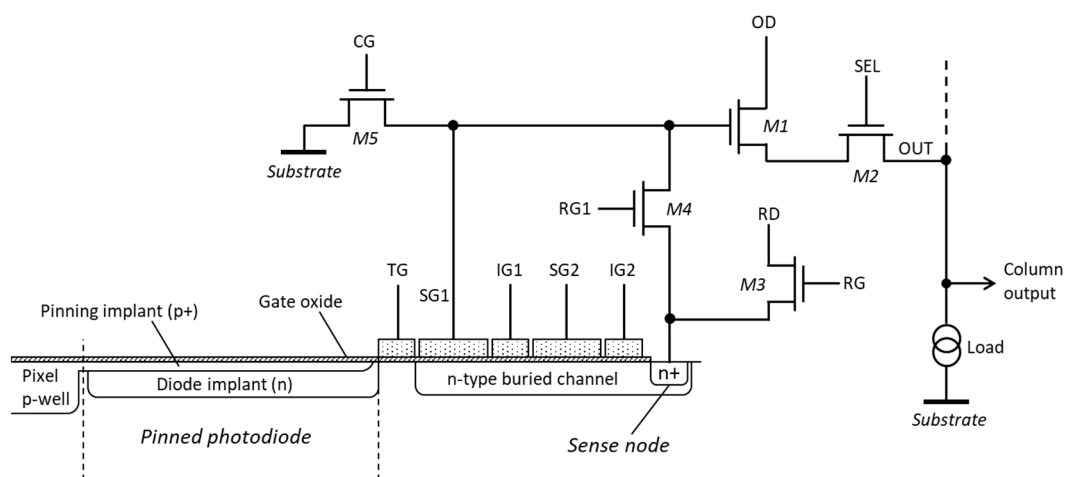 OD
CG
SEL
M1
M5
OUT
Substrate
M2
RG1
M4
RD
TG
IG1
SG2
IG2
M3
RG
Column
output
SG1
Gate oxide
Pinning implant (p+)
Load
Pixel
p-well
Diode implant (n)
n-type buried channel
n+
Substrate
Pinned photodiode
Sense node